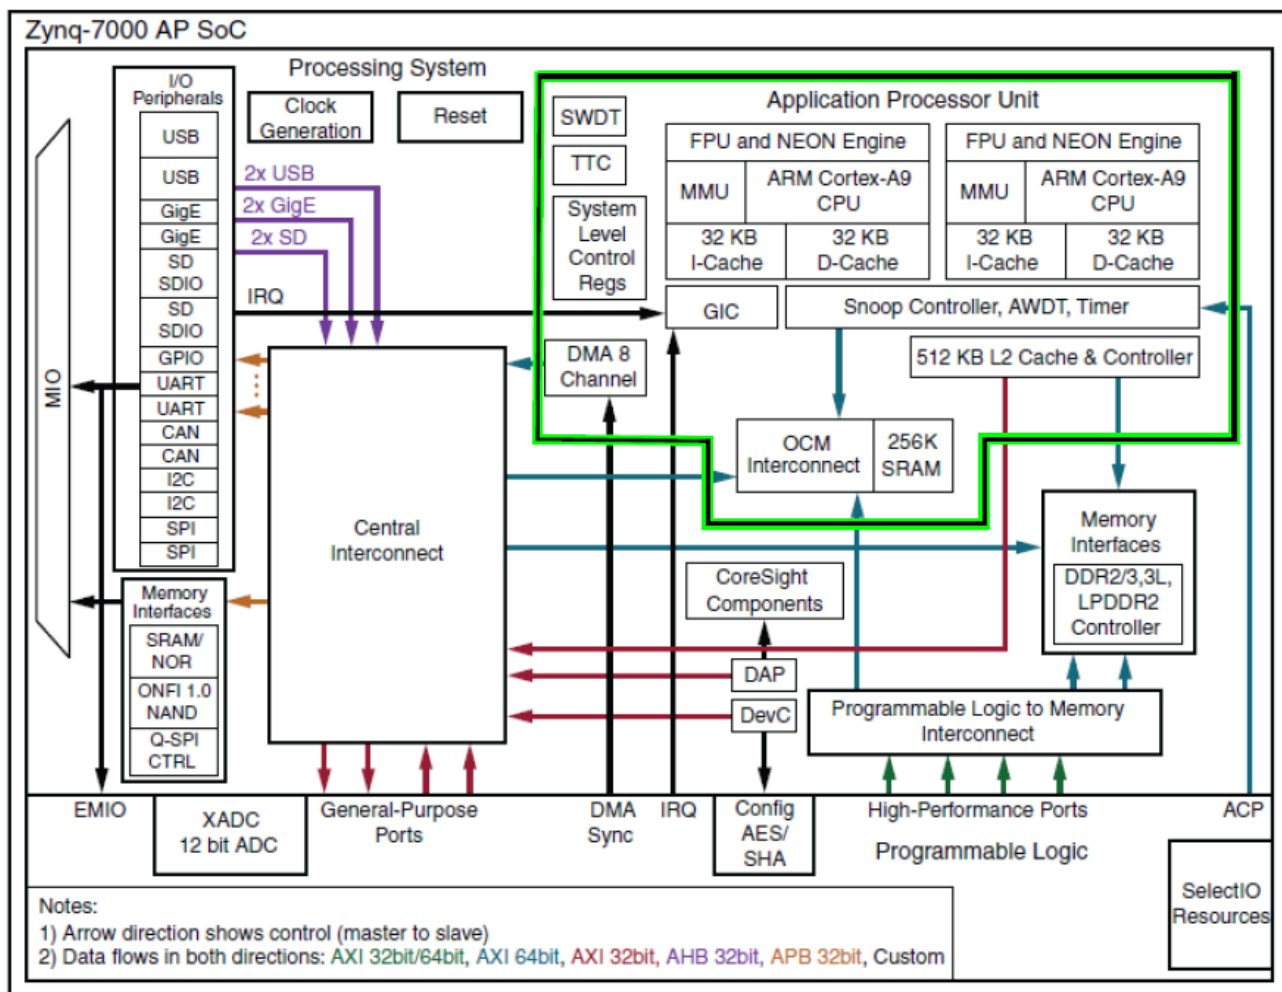 Zynq-7000 AP SoC
Processing System
I/O
Peripherals
USB
USB
GigE
GigE
SD
SDIO
SD
SDIO
GPIO
UART
UART
CAN
CAN
I2C
I2C
SPI
SPI
MIO
Clock
Generation
Reset
2x USB
2x GigE
2x SD
IRQ
Application Processor Unit
SWDT
TTC
System
Level
Control
Regs
FPU and NEON Engine
MMU
ARM Cortex-A9
CPU
32 KB
I-Cache
32 KB
D-Cache
FPU and NEON Engine
MMU
ARM Cortex-A9
CPU
32 KB
I-Cache
32 KB
D-Cache
GIC
Snoop Controller, AWDT, Timer
DMA 8
Channel
512 KB L2 Cache & Controller
OCM
Interconnect
256K
SRAM
Central
Interconnect
Memory
Interfaces
DDR2/3,3L,
LPDDR2
Controller
CoreSight
Components
DAP
DevC
Programmable Logic to Memory
Interconnect
Memory
Interfaces
SRAM/
NOR
ONFI 1.0
NAND
Q-SPI
CTRL
EMIO
XADC
12 bit ADC
General-Purpose
Ports
DMA
Sync
IRQ
Config
AES/
SHA
High-Performance Ports
ACP
Programmable Logic
SelectIO
Resources
Notes:
1) Arrow direction shows control (master to slave)
2) Data flows in both directions: AXI 32bit/64bit, AXI 64bit, AXI 32bit, AHB 32bit, APB 32bit, Custom